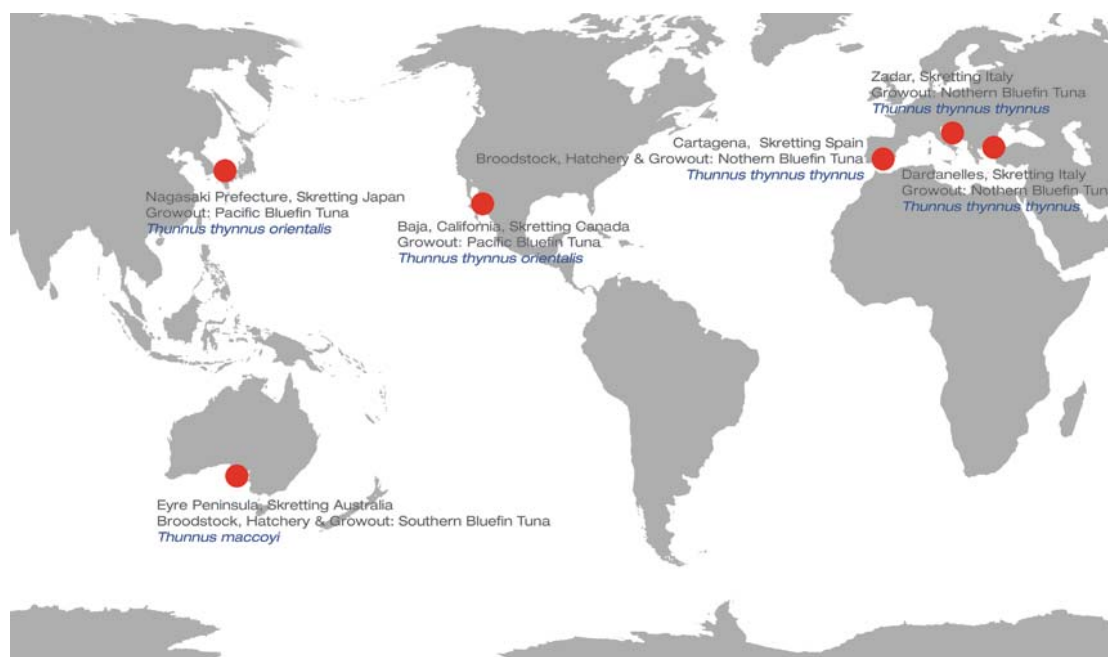 Zadar, Skretting Italy
Growout: Nothern Bluefin Tuna
Thunnus thynnus thynnus
Cartagena, Skretting Spain
Broodstock, Hatchery & Growout: Nothern Bluefin Tuna
Thunnus thynnus thynnus
Dardanelles, Skretting Italy
Growout: Nothern Bluefin Tun
Thunnus thynnus thynnus
Nagasaki Prefecture, Skretting Japan
Growout: Pacific Bluefin Tuna
Thunnus thynnus orientalis
Baja, California, Skretting Canada
Growout: Pacific Bluefin Tuna
Thunnus thynnus orientalis
Eyre Peninsula, Skretting Australia
Broodstock, Hatchery & Growout: Southern Bluefin Tuna
Thunnus maccoyi